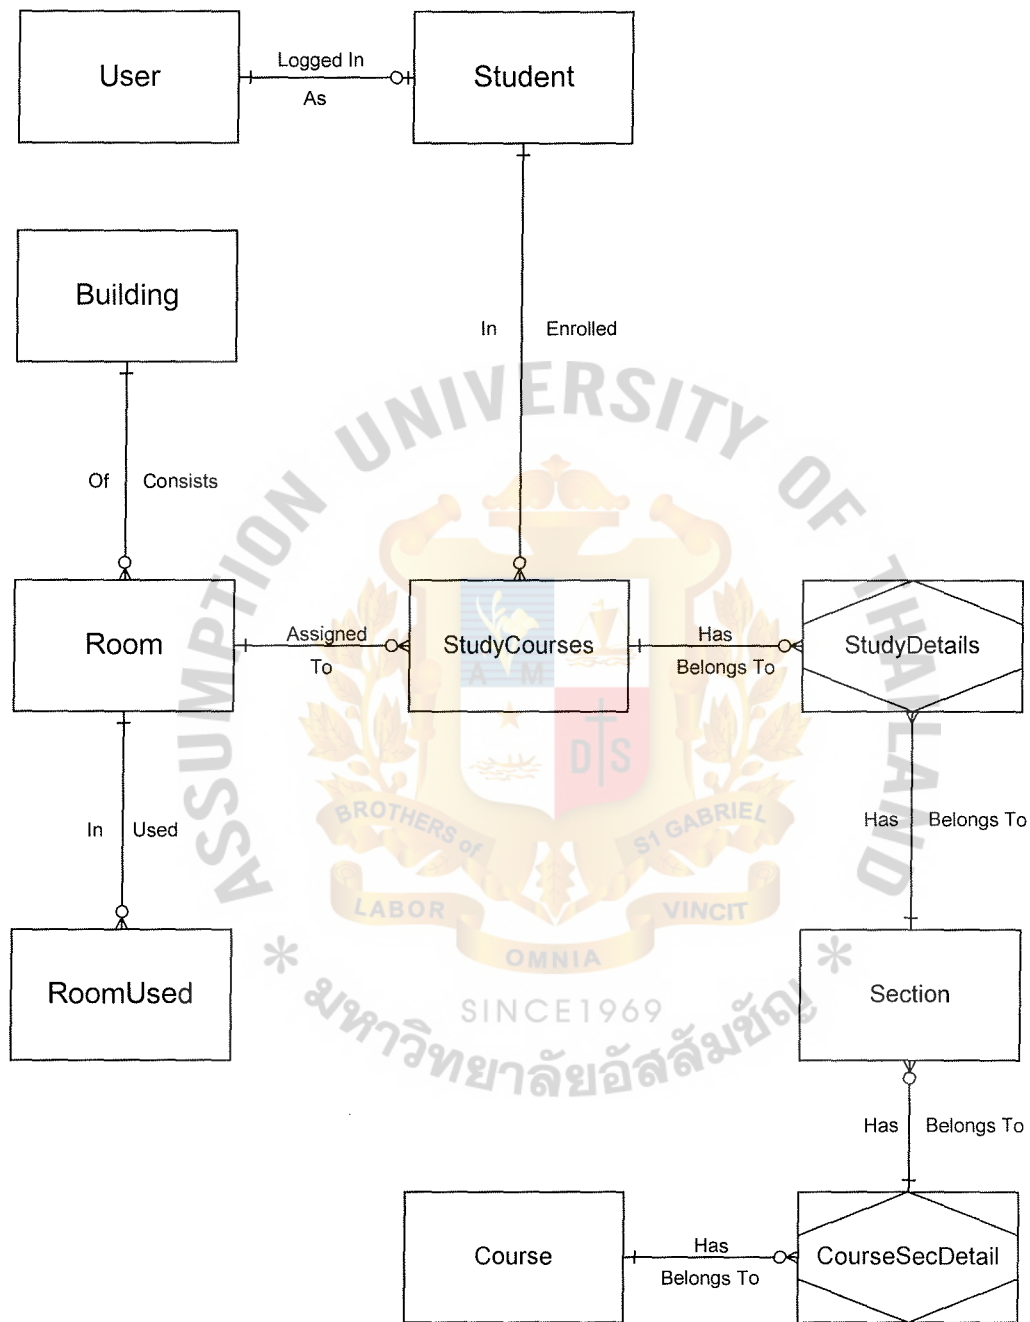 User
Logged In
As
Student
Building
In Enrolled
Of Consists
Room
Assigned
To
StudyCourses
Has
Belongs To
StudyDetails
In Used
Has Belongs To
RoomUsed
Section
Has Belongs To
Course
Has
Belongs To
CourseSecDetail
ASSUMPTION UNIVERSITY OF THAILAND
A M
D S
BROTHERS of
S1 GABRIEL
LABOR
VINCIT
OMNIA
SINCE1969
มหาวิทยาลัยอัสสัมชัญ